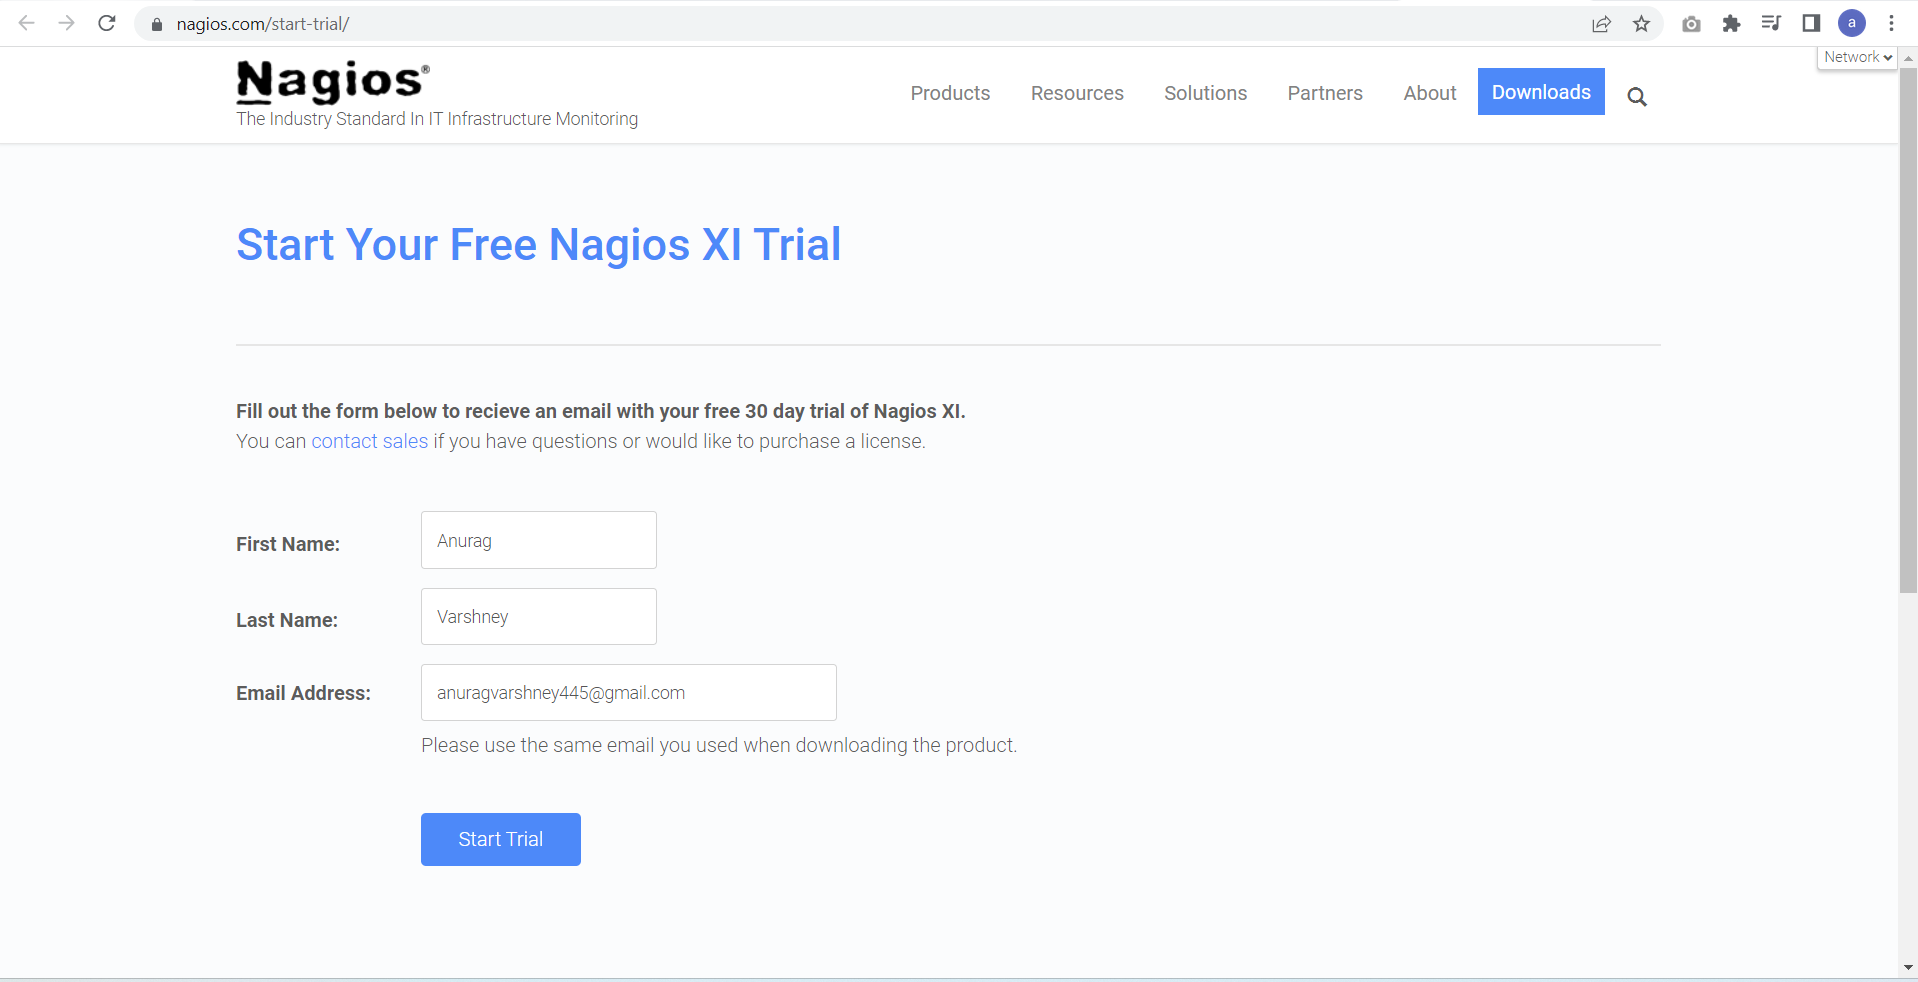 nagios.com/start-trial/
a
Network
Nagios®
The Industry Standard In IT Infrastructure Monitoring
Products Resources Solutions Partners About Downloads
Start Your Free Nagios XI Trial
Fill out the form below to recieve an email with your free 30 day trial of Nagios XI.
You can contact sales if you have questions or would like to purchase a license.
First Name: Anurag
Last Name: Varshney
Email Address: anuragvarshney445@gmail.com
Please use the same email you used when downloading the product.
Start Trial